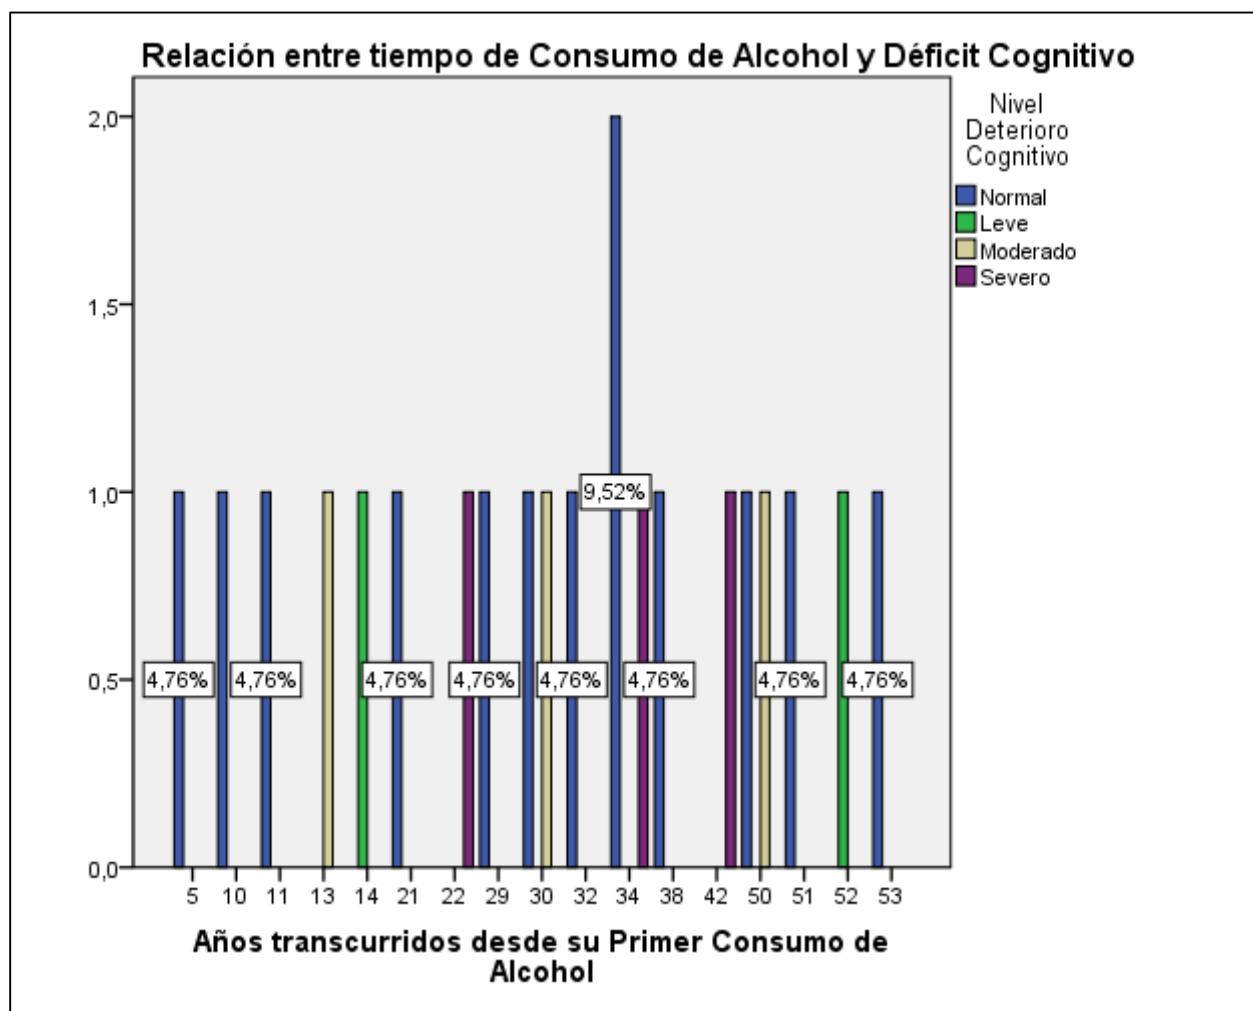 Relación entre tiempo de Consumo de Alcohol y Déficit Cognitivo
Nivel
Deterioro
Cognitivo
Normal
Leve
Moderado
Severo
2,0
1,5
1,0
0,5
0,0
9,52%
4,76% 4,76% 4,76% 4,76% 4,76% 4,76% 4,76% 4,76%
5 10 11 13 14 21 22 29 30 32 34 38 42 50 51 52 53
Años transcurridos desde su Primer Consumo de
Alcohol